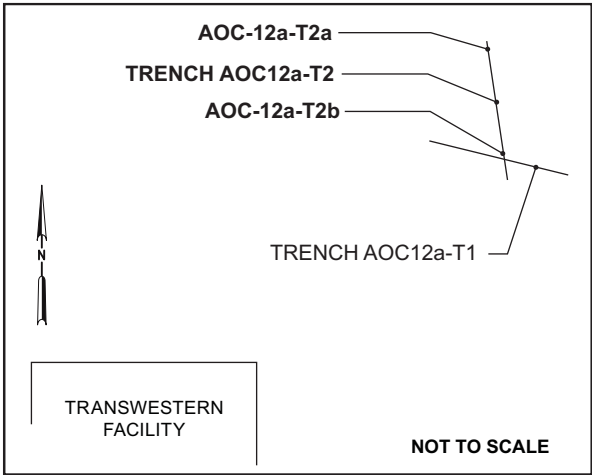 AOC-12a-T2a
TRENCH AOC12a-T2
AOC-12a-T2b
TRENCH AOC12a-T1
N
TRANSWESTERN
FACILITY
NOT TO SCALE